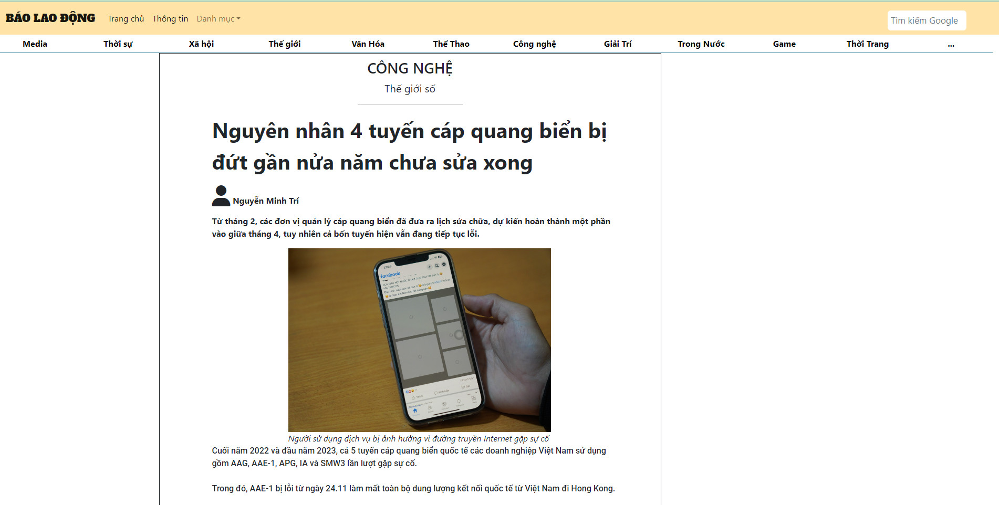 BÁO LAO ĐỘNG Trang chủ Thông tin Danh mục Tìm kiếm Google
Media Thời sự Xã hội Thế giới Văn Hóa Thể Thao Công nghệ Giải Trí Trong Nước Game Thời Trang ...
CÔNG NGHỆ
Thế giới số
Nguyên nhân 4 tuyến cáp quang biển bị
đứt gần nửa năm chưa sửa xong
Nguyễn Minh Trí
Từ tháng 2, các đơn vị quản lý cáp quang biển đã đưa ra lịch sửa chữa, dự kiến hoàn thành một phần
vào giữa tháng 4, tuy nhiên cả bốn tuyến hiện vẫn đang tiếp tục lỗi.
facebook
Người sử dụng dịch vụ bị ảnh hưởng vì đường truyền Internet gặp sự cố
Cuối năm 2022 và đầu năm 2023, cả 5 tuyến cáp quang biển quốc tế các doanh nghiệp Việt Nam sử dụng
gồm AAG, AAE-1, APG, IA và SMW3 lần lượt gặp sự cố.
Trong đó, AAE-1 bị lỗi từ ngày 24.11 làm mất toàn bộ dung lượng kết nối quốc tế từ Việt Nam đi Hong Kong.